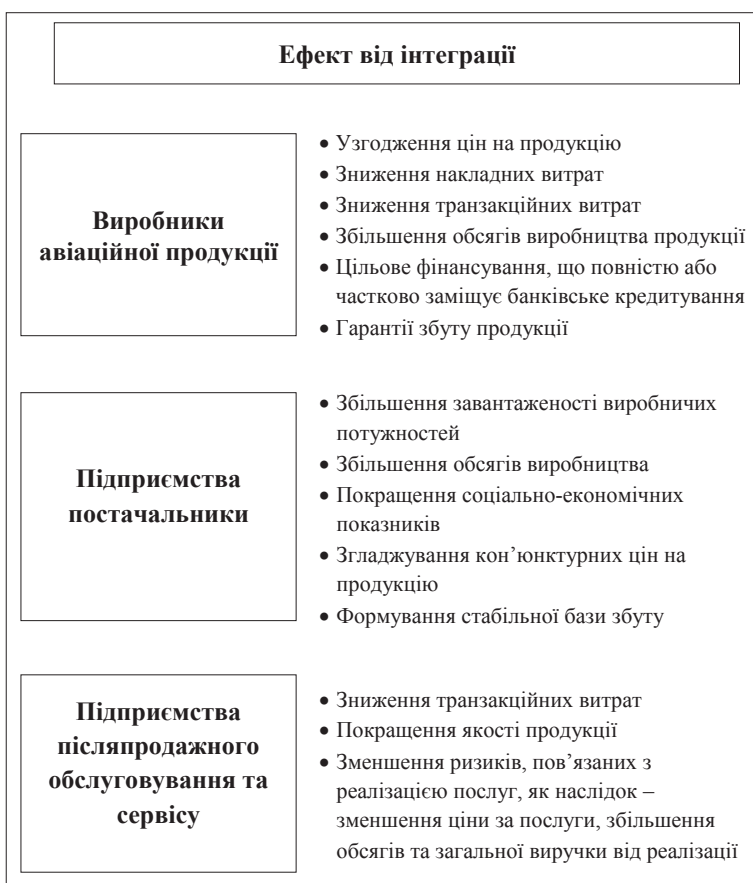 Ефект від інтеграції
Виробники
авіаційної продукції
• Узгодження цін на продукцію
• Зниження накладних витрат
• Зниження транзакційних витрат
• Збільшення обсягів виробництва продукції
• Цільове фінансування, що повністю або
частково заміщує банківське кредитування
• Гарантії збуту продукції
Підприємства
постачальники
• Збільшення завантаженості виробничих
потужностей
• Збільшення обсягів виробництва
• Покращення соціально-економічних
показників
• Згладжування кон’юнктурних цін на
продукцію
• Формування стабільної бази збуту
Підприємства
післяпродажного
обслуговування та
сервісу
• Зниження транзакційних витрат
• Покращення якості продукції
• Зменшення ризиків, пов’язаних з
реалізацією послуг, як наслідок –
зменшення ціни за послуги, збільшення
обсягів та загальної виручки від реалізації